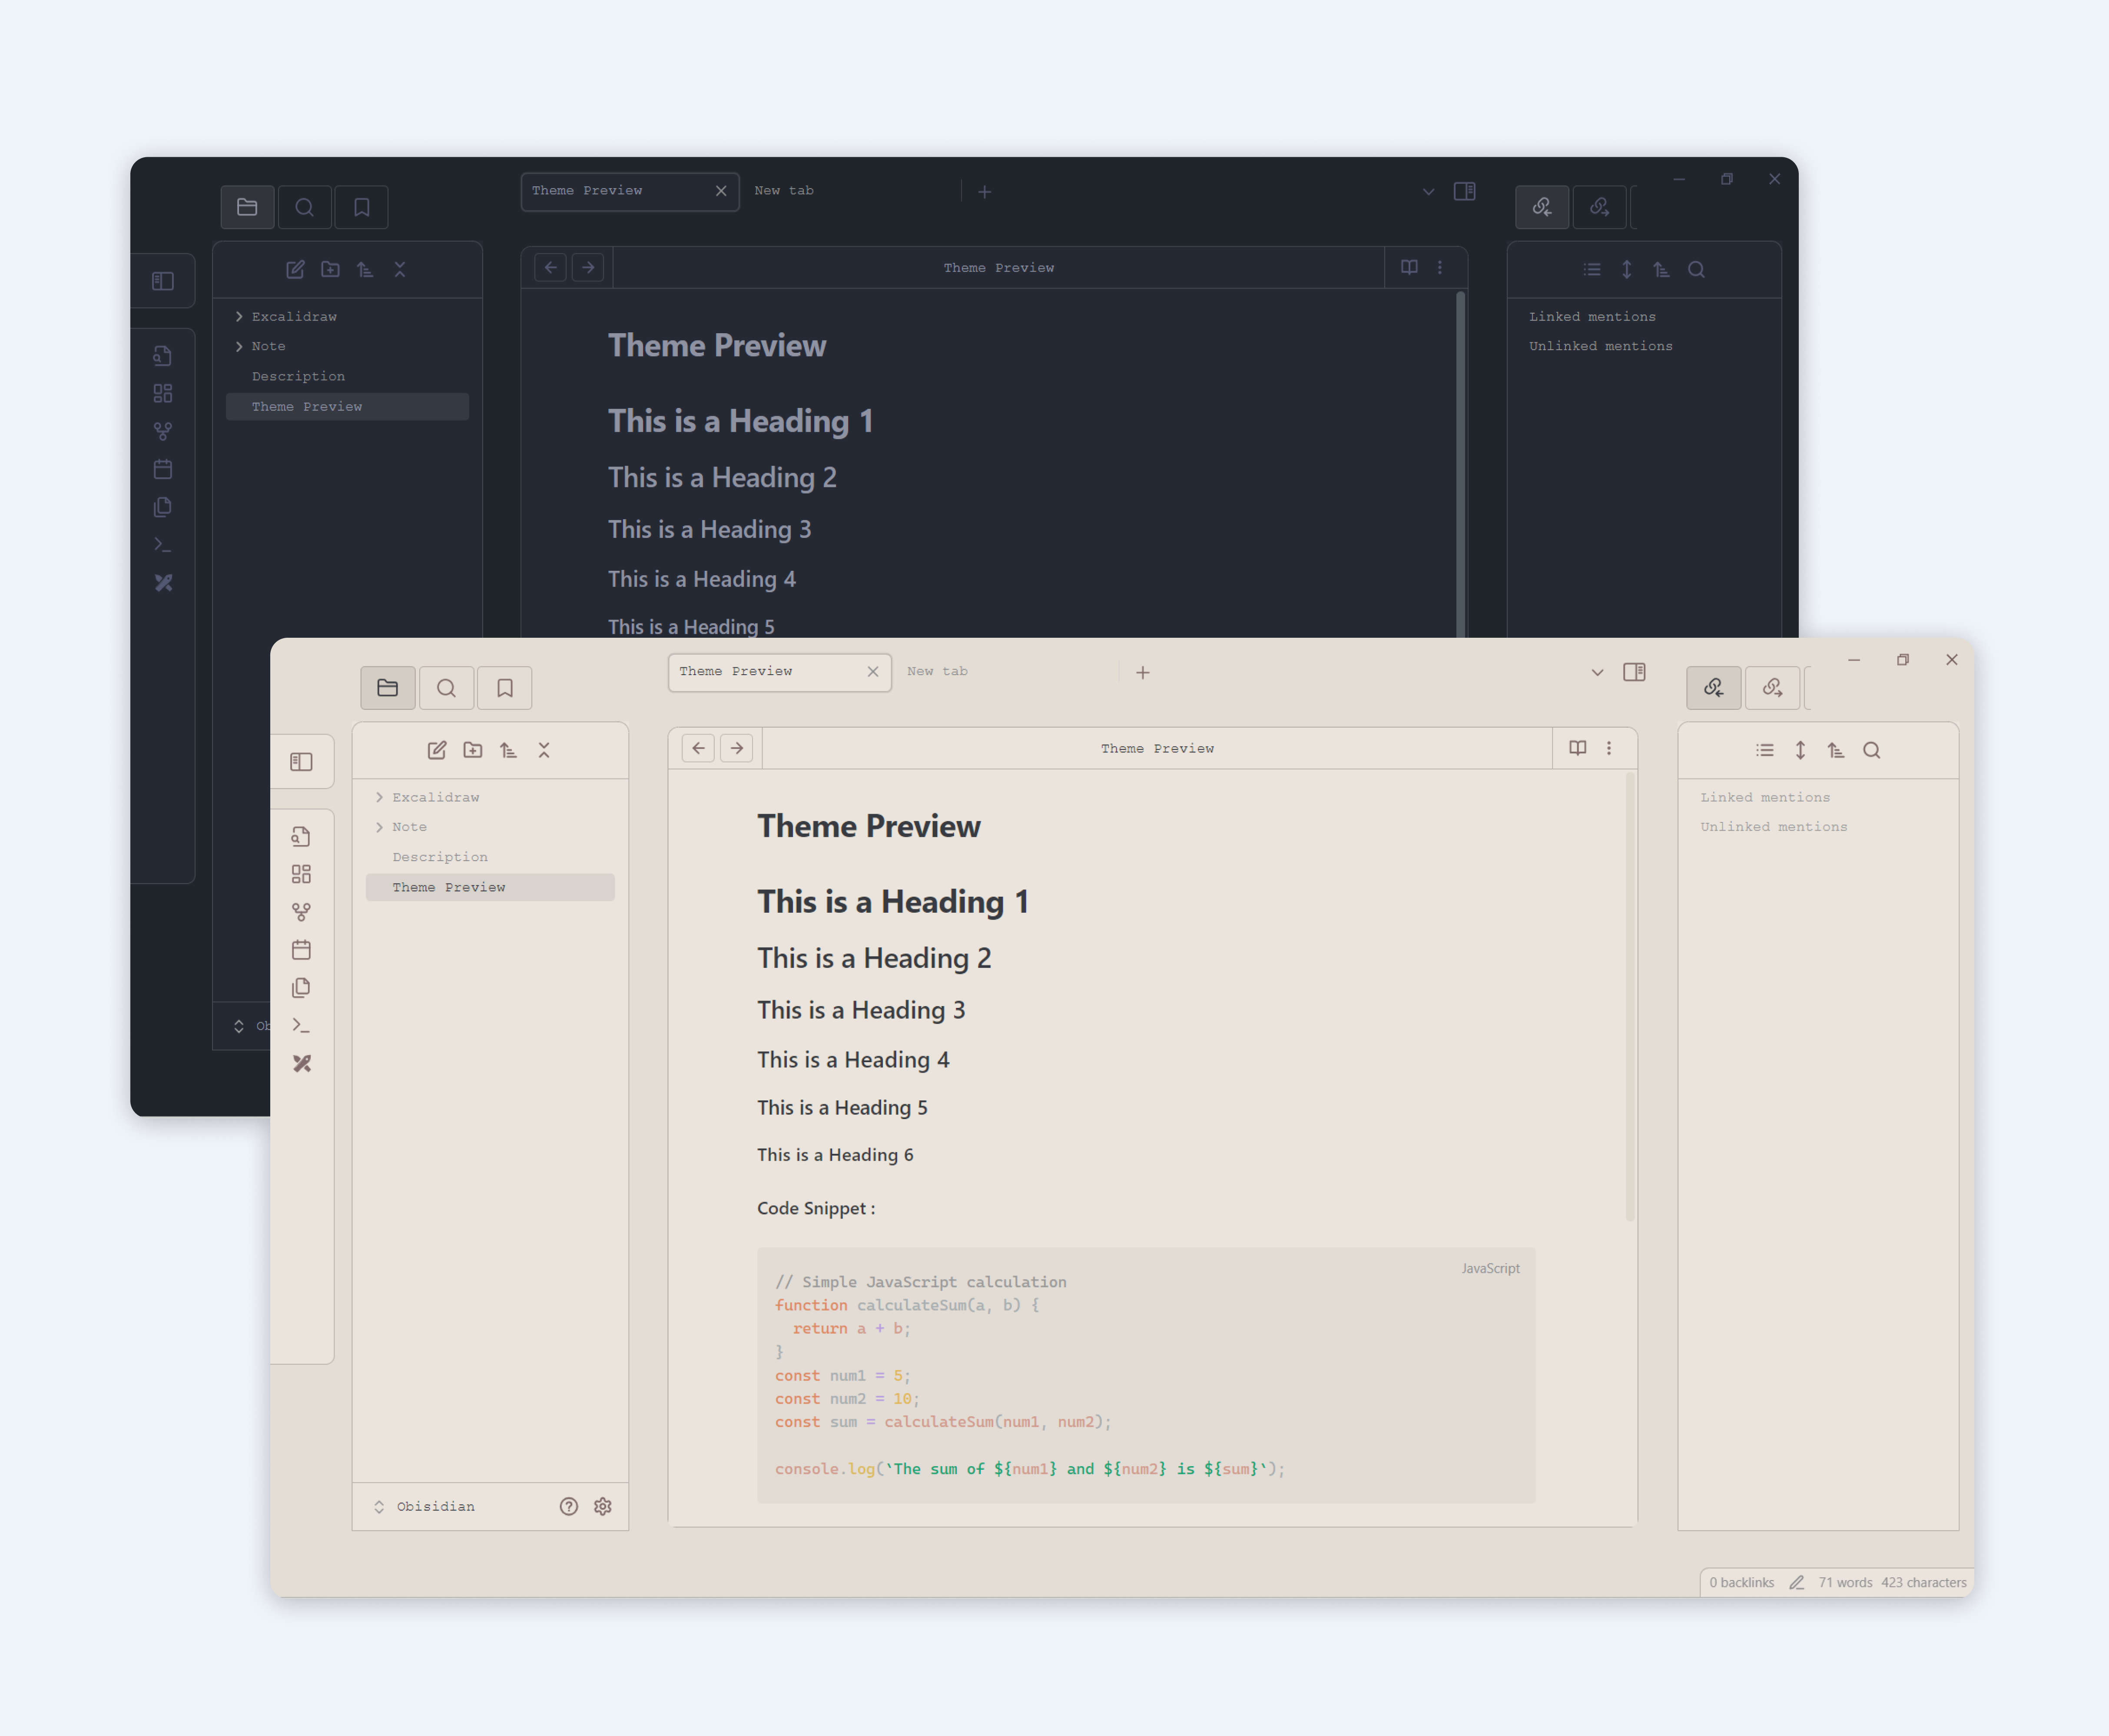 Theme Preview
New tab
Theme Preview
Excalidraw
Note
Description
Theme Preview
Linked mentions
Unlinked mentions
Theme Preview
This is a Heading 1
This is a Heading 2
This is a Heading 3
This is a Heading 4
This is a Heading 5
Ob
Theme Preview
New tab
Theme Preview
Excalidraw
Note
Description
Theme Preview
Linked mentions
Unlinked mentions
Theme Preview
This is a Heading 1
This is a Heading 2
This is a Heading 3
This is a Heading 4
This is a Heading 5
This is a Heading 6
Code Snippet :
JavaScript
// Simple JavaScript calculation
function calculateSum(a, b) {
  return a + b;
}
const num1 = 5;
const num2 = 10;
const sum = calculateSum(num1, num2);
console.log(`The sum of ${num1} and ${num2} is ${sum}`);
Obisidian
0 backlinks 71 words 423 characters